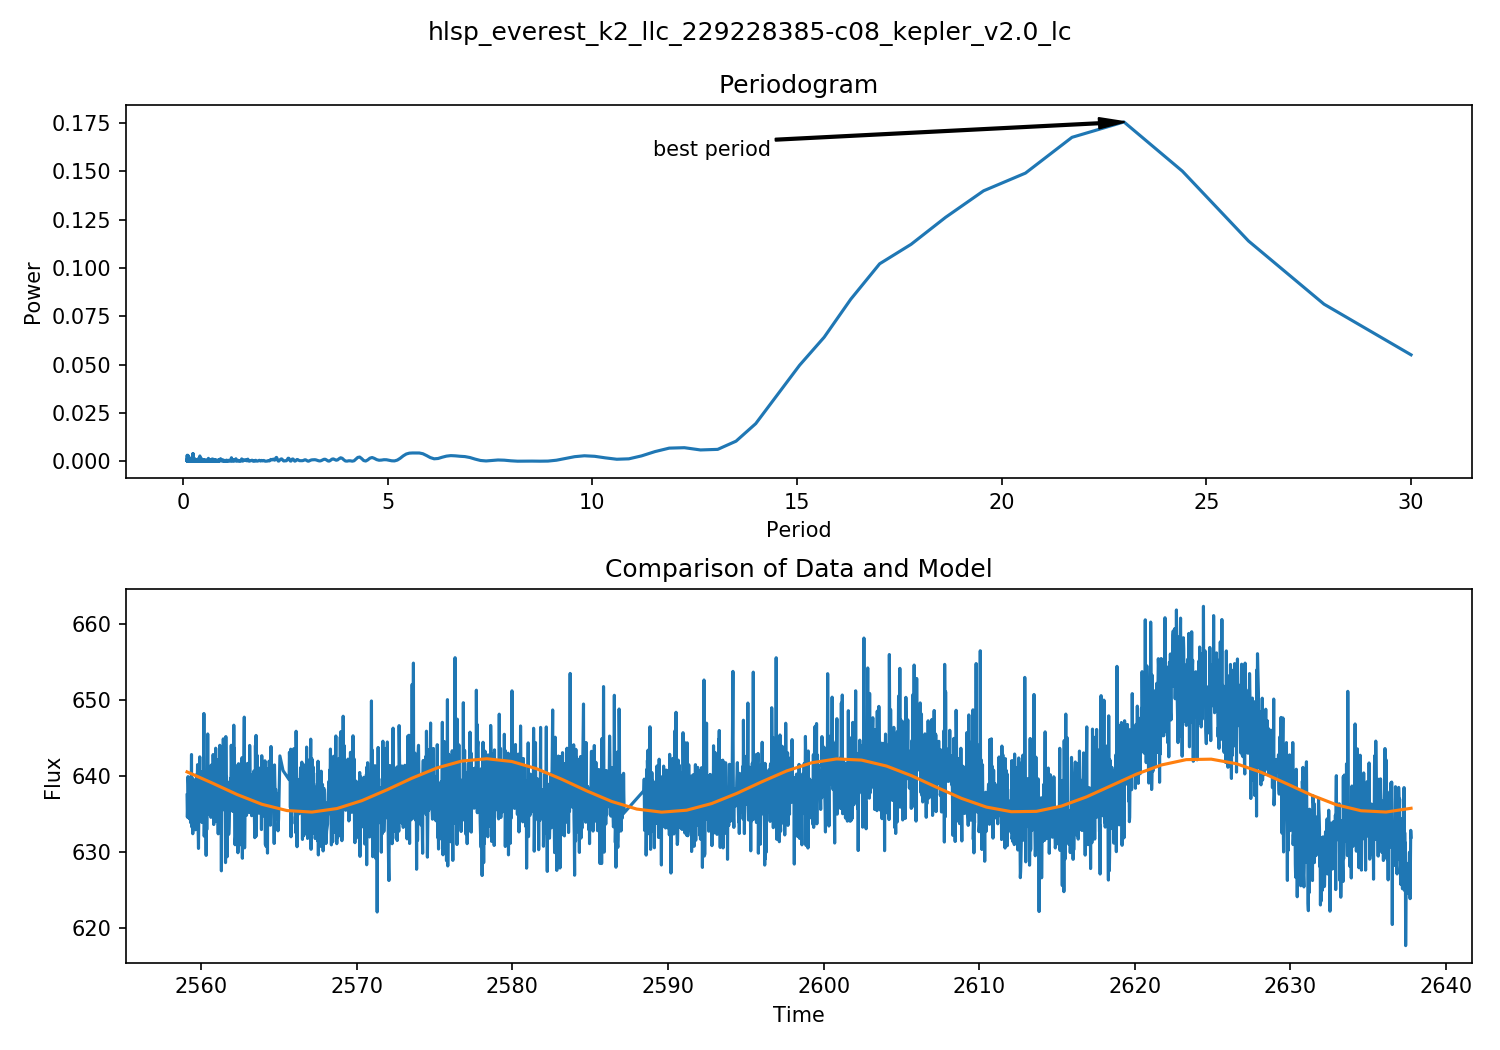 hlsp_everest_k2_llc_229228385-c08_kepler_v2.0_lc
Periodogram
0.175
0.150
0.125
0.100
0.075
0.050
0.025
0.000
Power
best period
0 5 10 15 20 25 30
Period
Comparison of Data and Model
660
650
640
630
620
Flux
2560 2570 2580 2590 2600 2610 2620 2630 2640
Time